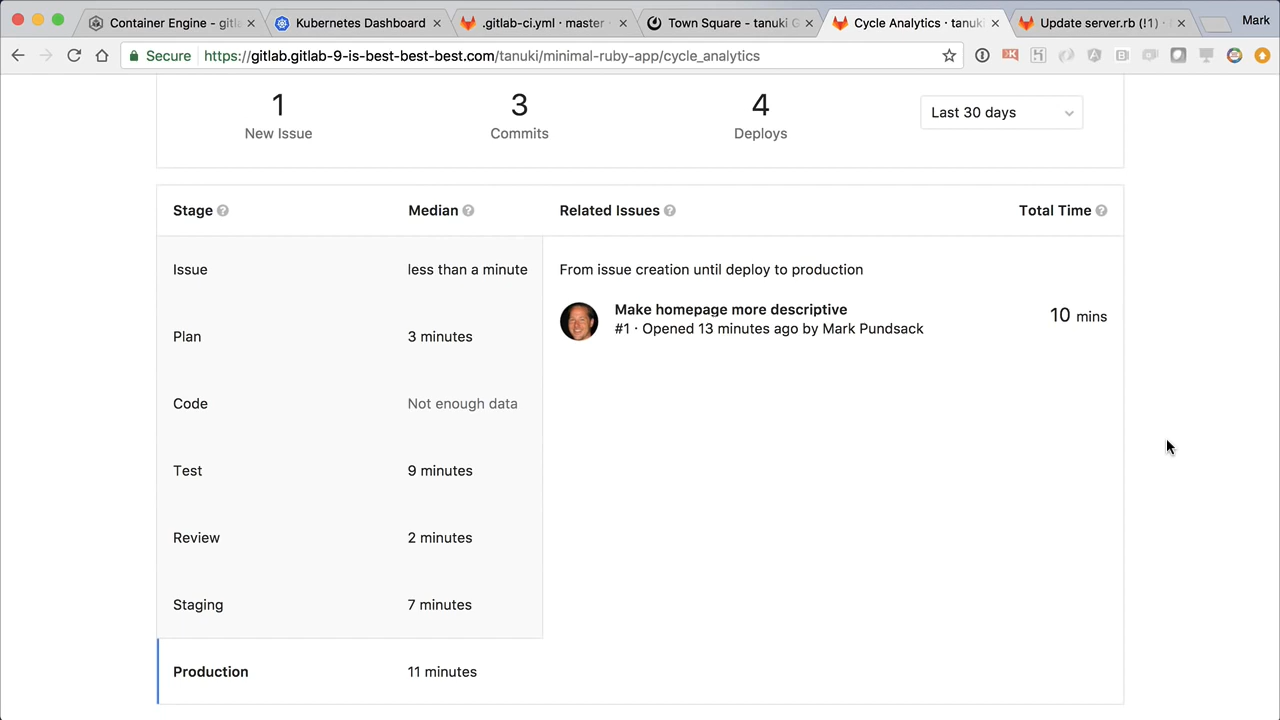 Container Engine - gitla
Kubernetes Dashboard
.gitlab-ci.yml · master ·
Town Square - tanuki G
Cycle Analytics · tanuki
Update server.rb (!1) ·
Mark
Secure
https://gitlab.gitlab-9-is-best-best-best.com/tanuki/minimal-ruby-app/cycle_analytics
1
New Issue
3
Commits
4
Deploys
Last 30 days
Stage
Median
Related Issues
Total Time
Issue
less than a minute
From issue creation until deploy to production
Make homepage more descriptive
10 mins
#1 · Opened 13 minutes ago by Mark Pundsack
Plan
3 minutes
Code
Not enough data
Test
9 minutes
Review
2 minutes
Staging
7 minutes
Production
11 minutes